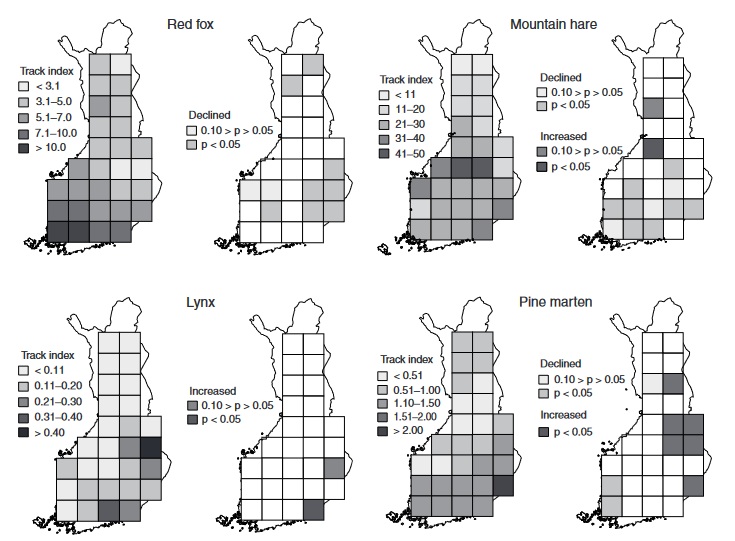 Red fox
Track index
< 3.1
3.1–5.0
5.1–7.0
7.1–10.0
> 10.0
Declined
0.10 > p > 0.05
p < 0.05
Mountain hare
Track index
< 11
11–20
21–30
31–40
41–50
Declined
0.10 > p > 0.05
p < 0.05
Increased
0.10 > p > 0.05
p < 0.05
Lynx
Track index
< 0.11
0.11–0.20
0.21–0.30
0.31–0.40
> 0.40
Increased
0.10 > p > 0.05
p < 0.05
Pine marten
Track index
< 0.51
0.51–1.00
1.10–1.50
1.51–2.00
> 2.00
Declined
0.10 > p > 0.05
p < 0.05
Increased
p < 0.05